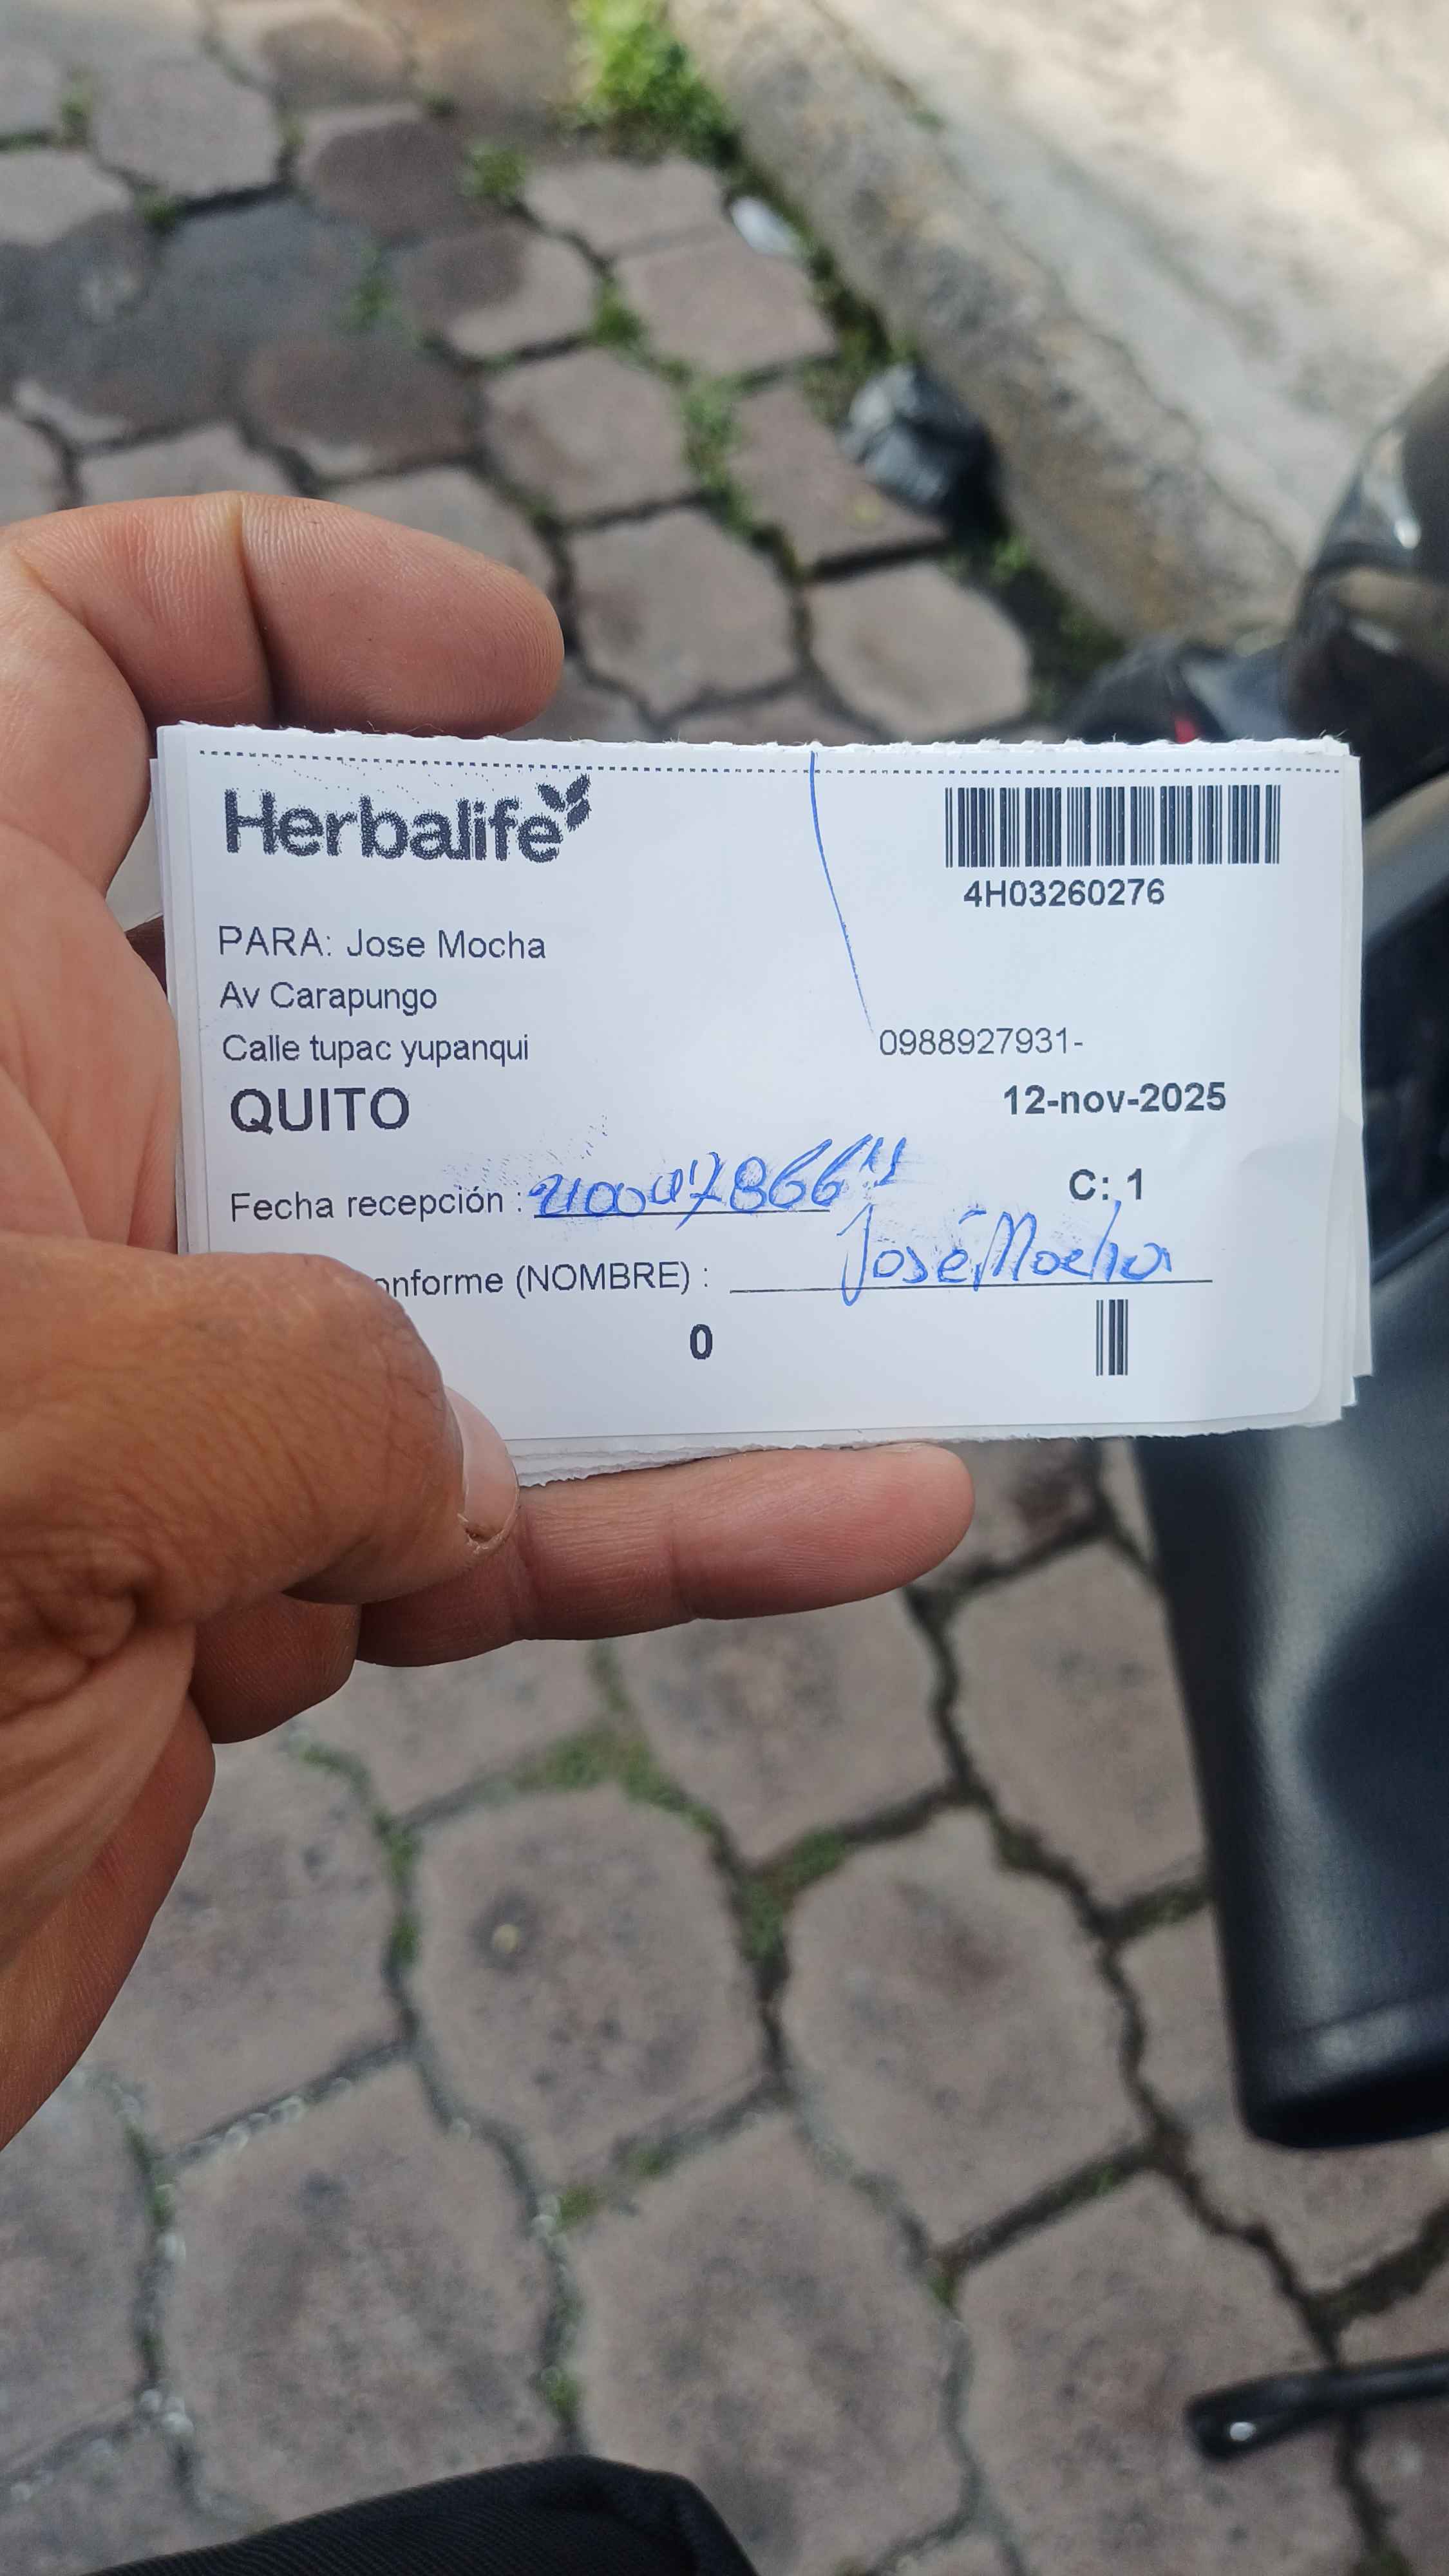 Herbalife
4H03260276
PARA: Jose Mocha
Av Carapungo
Calle tupac yupanqui
0988927931-
QUITO
12-nov-2025
Fecha recepción :
C: 1
onforme (NOMBRE) : José Mocha
0